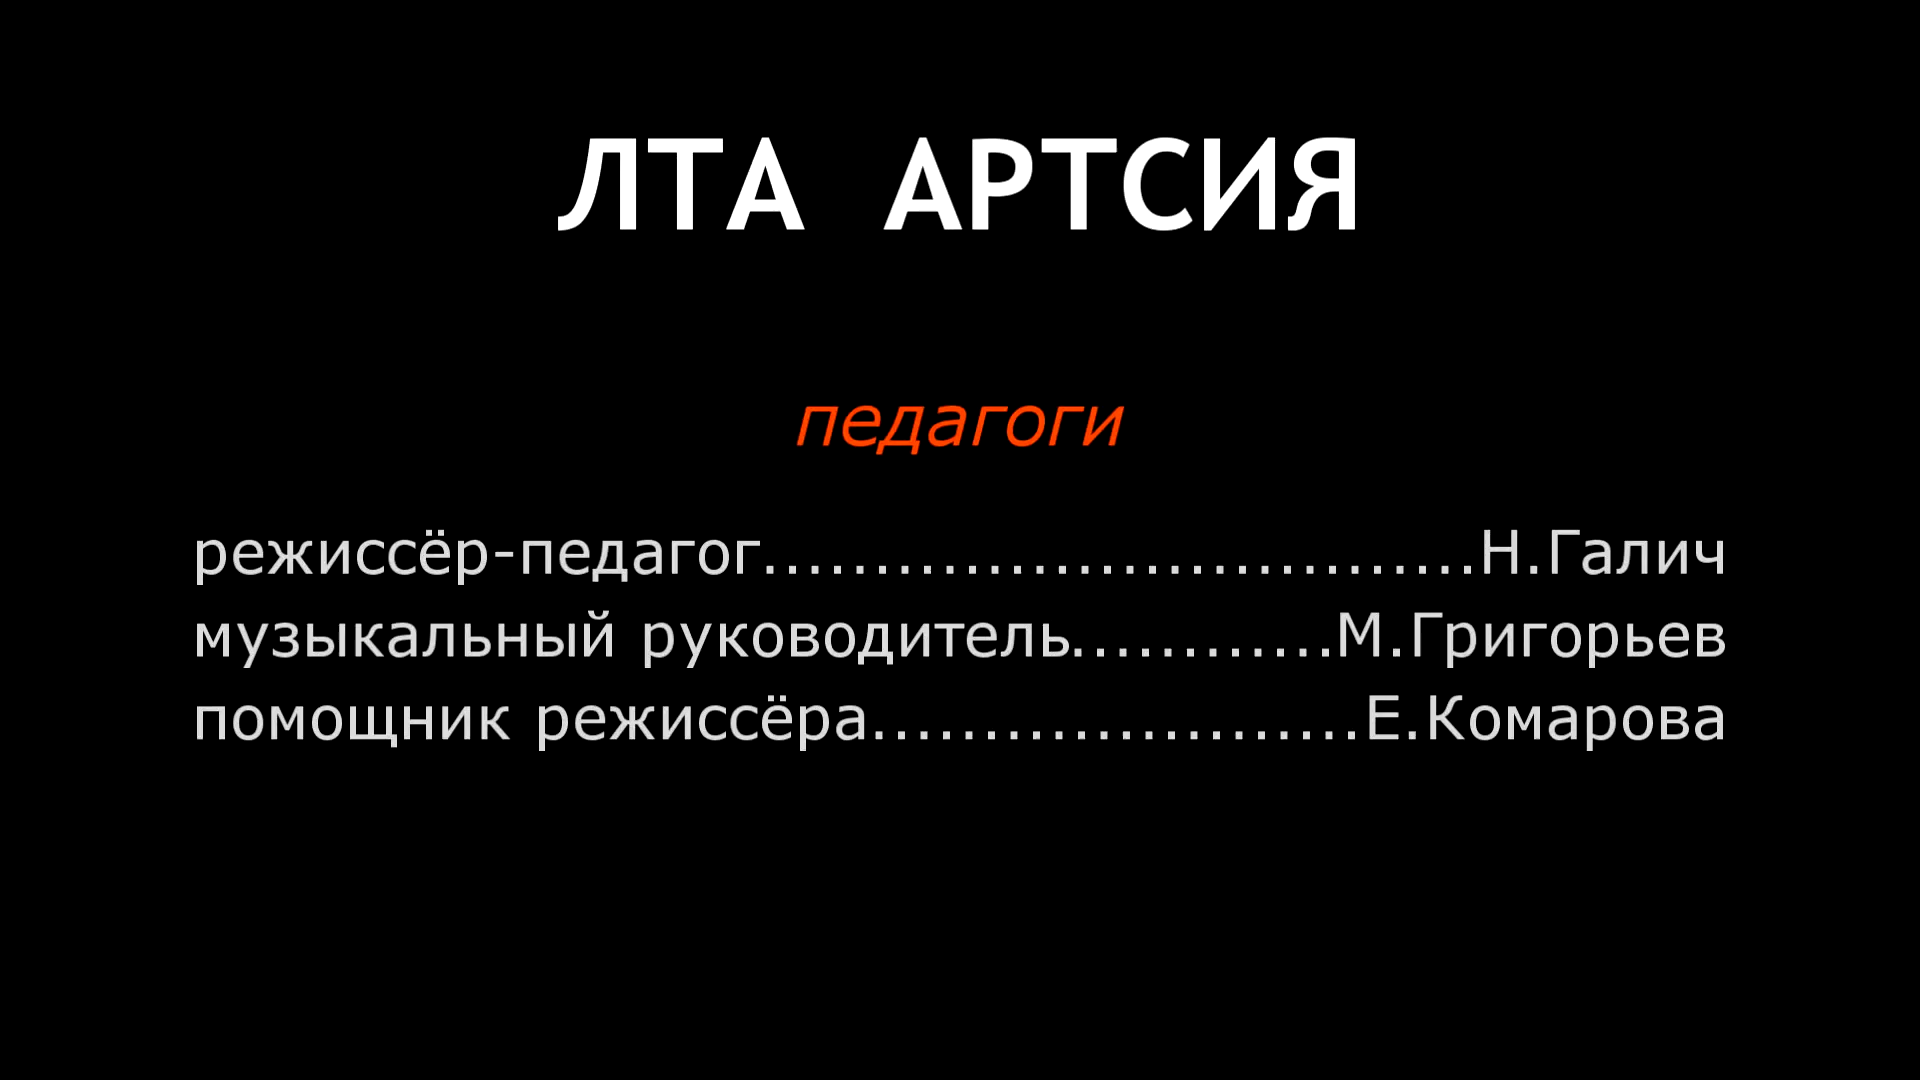 ЛТА АРТСИЯ
педагоги
режиссёр-педагог................................Н.Галич
музыкальный руководитель............М.Григорьев
помощник режиссёра......................Е.Комарова